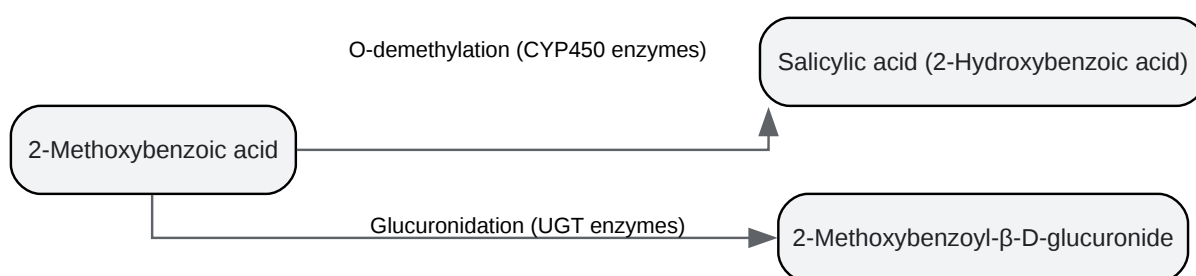 O-demethylation (CYP450 enzymes)
Salicylic acid (2-Hydroxybenzoic acid)
2-Methoxybenzoic acid
Glucuronidation (UGT enzymes)
2-Methoxybenzoyl-β-D-glucuronide